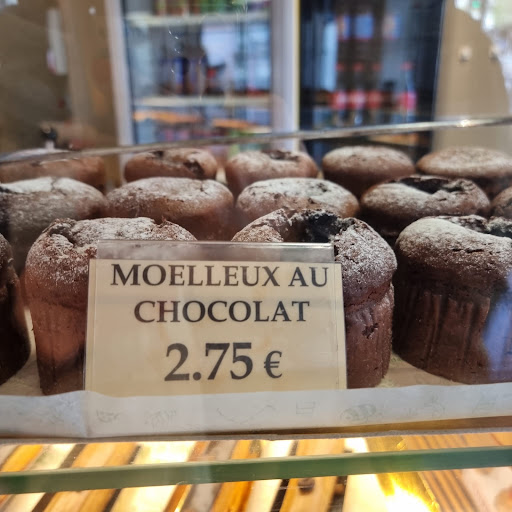 MOELLEUX AU
CHOCOLAT
2.75 €